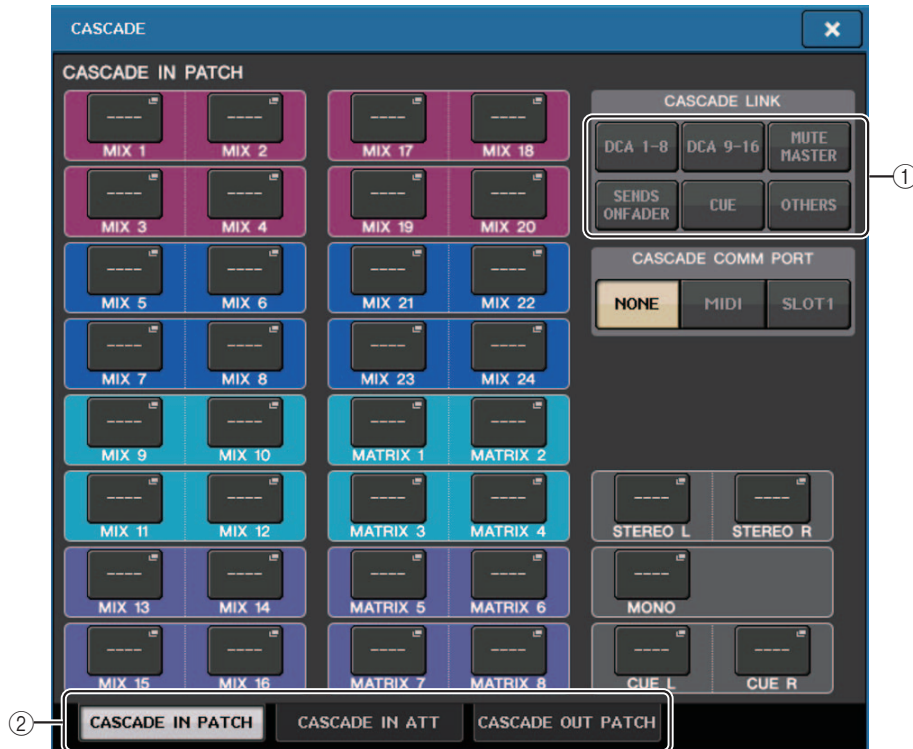 CASCADE
CASCADE IN PATCH
---- ---- ---- ----
MIX 1 MIX 2 MIX 17 MIX 18
---- ---- ---- ----
MIX 3 MIX 4 MIX 19 MIX 20
---- ---- ---- ----
MIX 5 MIX 6 MIX 21 MIX 22
---- ---- ---- ----
MIX 7 MIX 8 MIX 23 MIX 24
---- ---- ---- ----
MIX 9 MIX 10 MATRIX 1 MATRIX 2
---- ---- ---- ----
MIX 11 MIX 12 MATRIX 3 MATRIX 4
---- ---- ---- ----
MIX 13 MIX 14 MATRIX 5 MATRIX 6
---- ---- ---- ----
MIX 15 MIX 16 MATRIX 7 MATRIX 8
CASCADE LINK
DCA 1-8 DCA 9-16 MUTE MASTER
SENDS ONFADER CUE OTHERS
①
CASCADE COMM PORT
NONE MIDI SLOT1
---- ----
STEREO L STEREO R
----
MONO
---- ----
CUE L CUE R
②
CASCADE IN PATCH CASCADE IN ATT CASCADE OUT PATCH